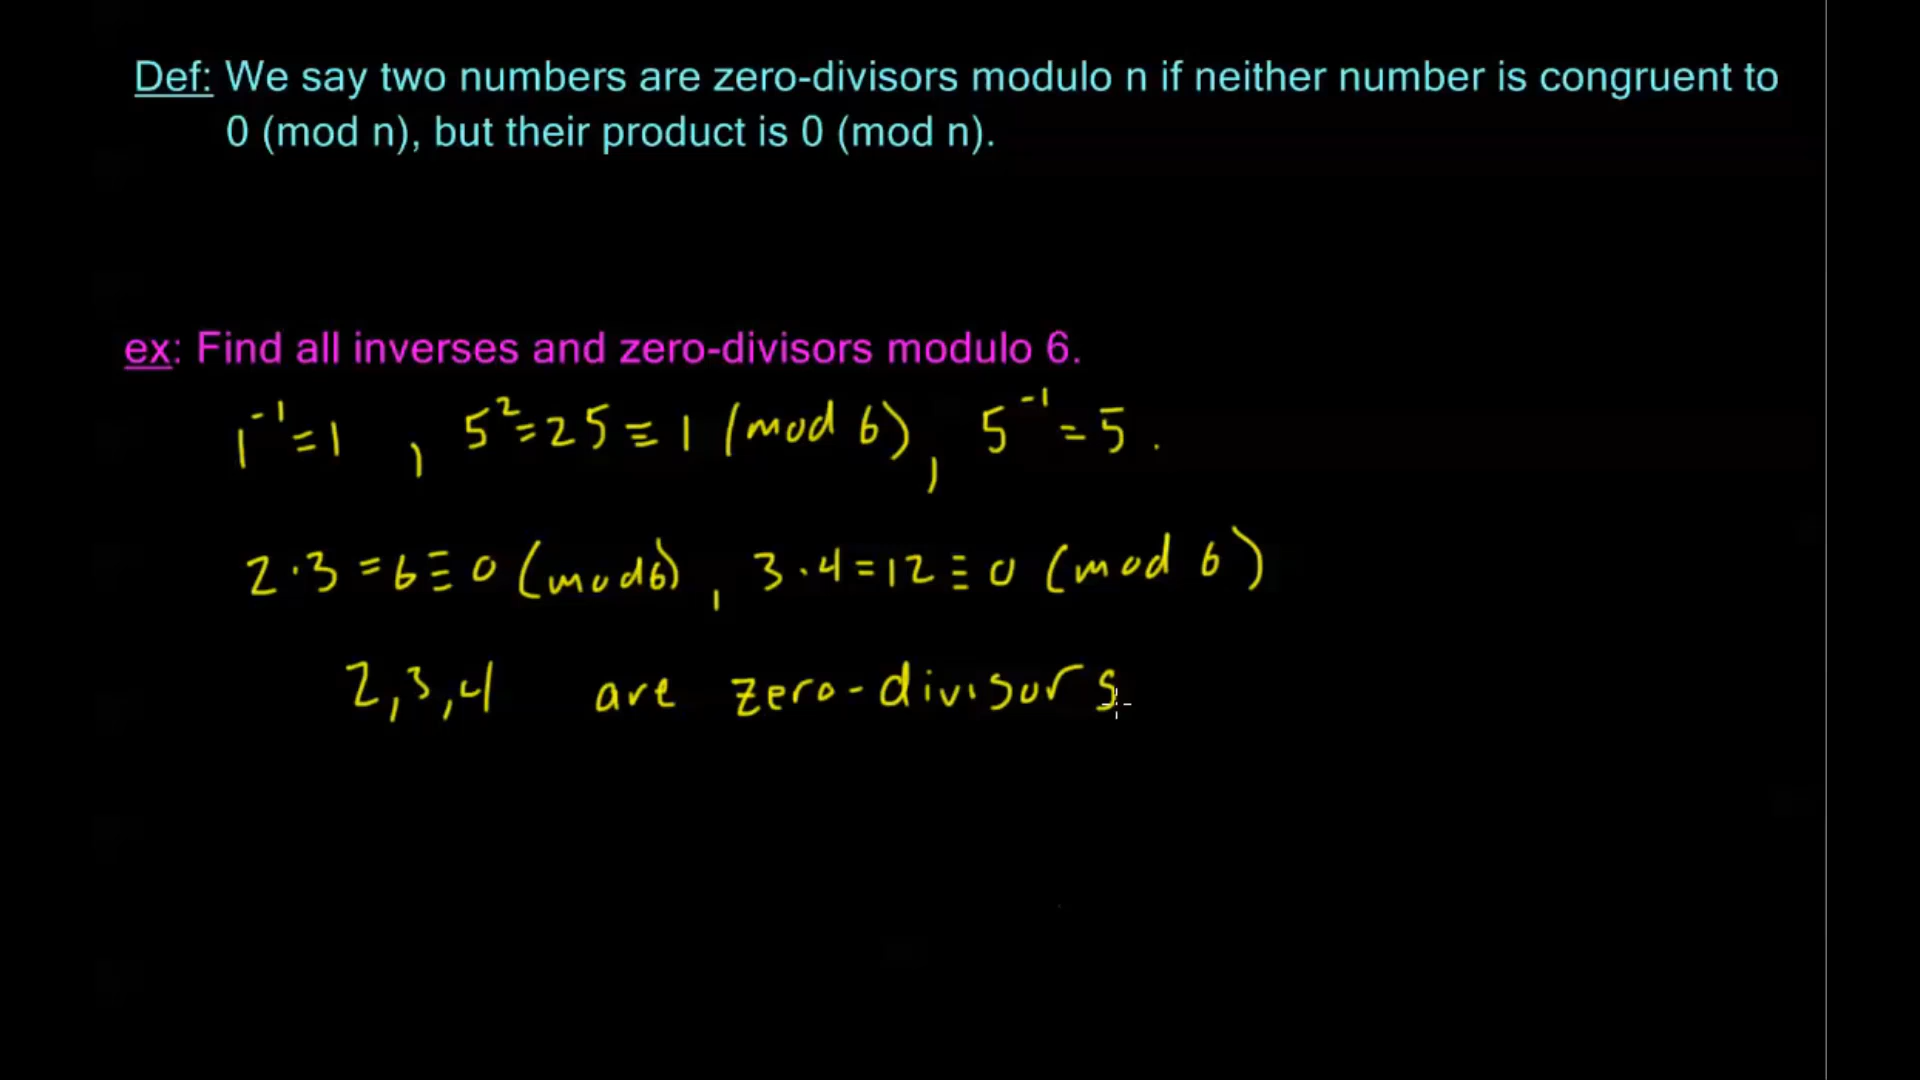 Def: We say two numbers are zero-divisors modulo n if neither number is congruent to
0 (mod n), but their product is 0 (mod n).
ex: Find all inverses and zero-divisors modulo 6.
1⁻¹=1 , 5²=25≡1 (mod 6), 5⁻¹=5.
2·3=6≡0 (mod6), 3·4=12≡0 (mod 6)
2,3,4 are zero-divisors